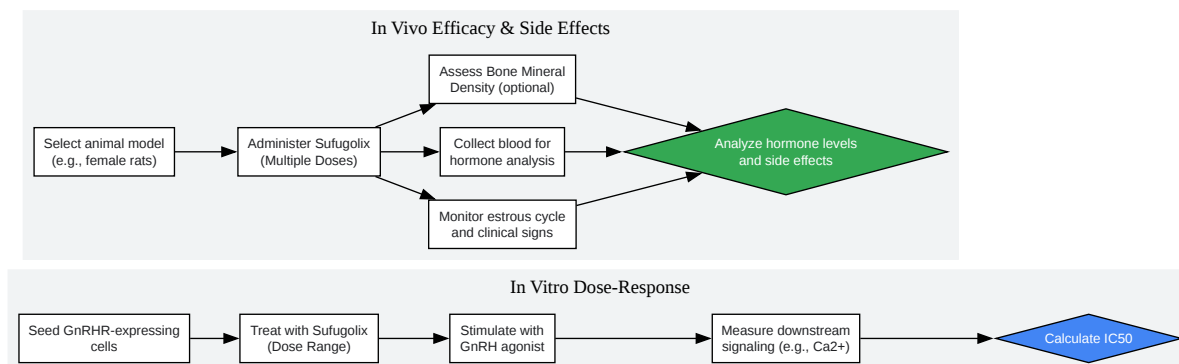 In Vivo Efficacy & Side Effects
Select animal model
(e.g., female rats)
Administer Sufugolix
(Multiple Doses)
Assess Bone Mineral
Density (optional)
Collect blood for
hormone analysis
Monitor estrous cycle
and clinical signs
Analyze hormone levels
and side effects
In Vitro Dose-Response
Seed GnRHR-expressing
cells
Treat with Sufugolix
(Dose Range)
Stimulate with
GnRH agonist
Measure downstream
signaling (e.g., Ca2+)
Calculate IC50